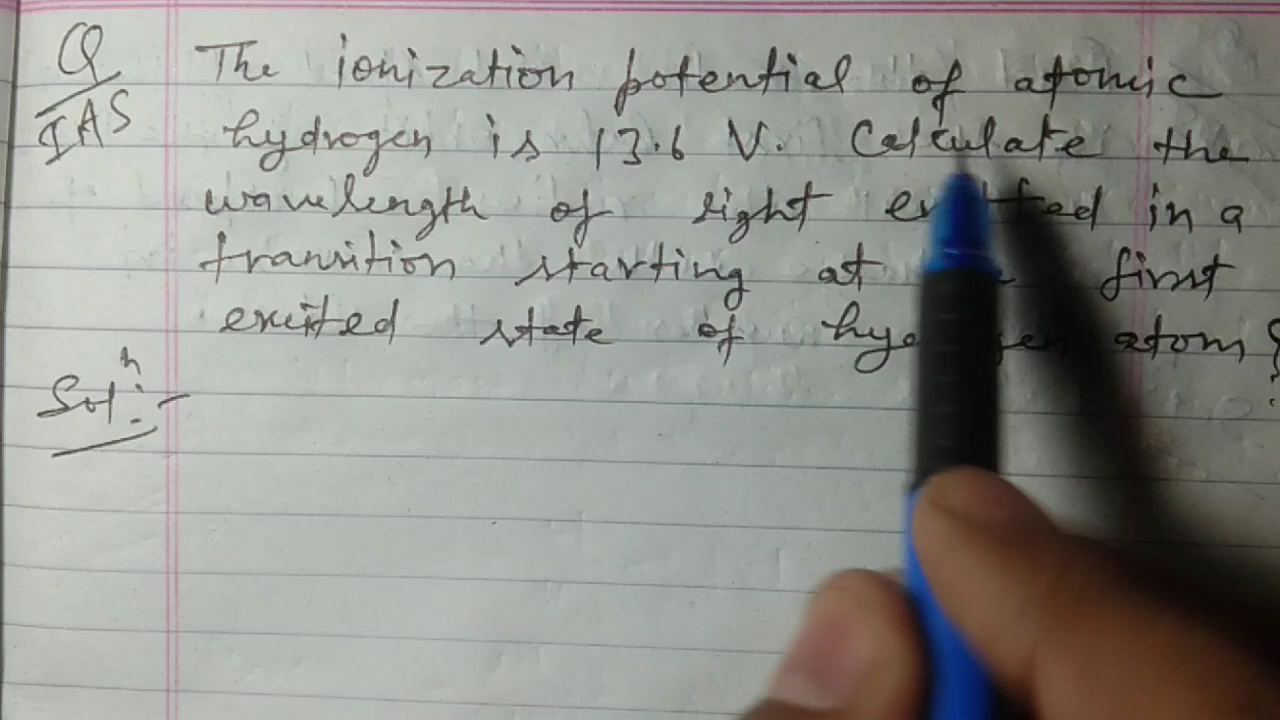 Q
IAS
The ionization potential of atomic
hydrogen is 13.6 V. Calculate the
wavelength of light in a
transition starting at first
exited state of atom ?
Solⁿ:-